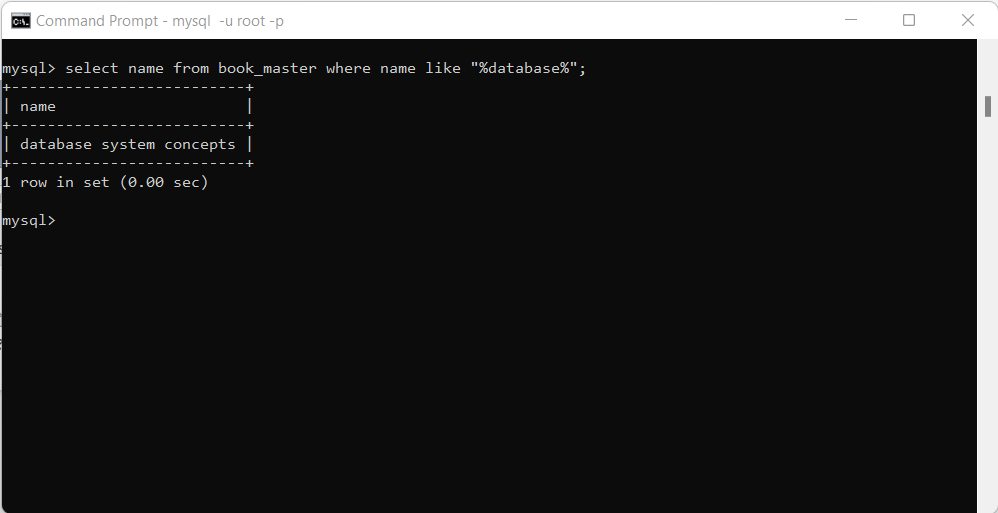 Command Prompt - mysql  -u root -p
mysql> select name from book_master where name like "%database%";
+--------------------------+
| name                     |
+--------------------------+
| database system concepts |
+--------------------------+
1 row in set (0.00 sec)
mysql>